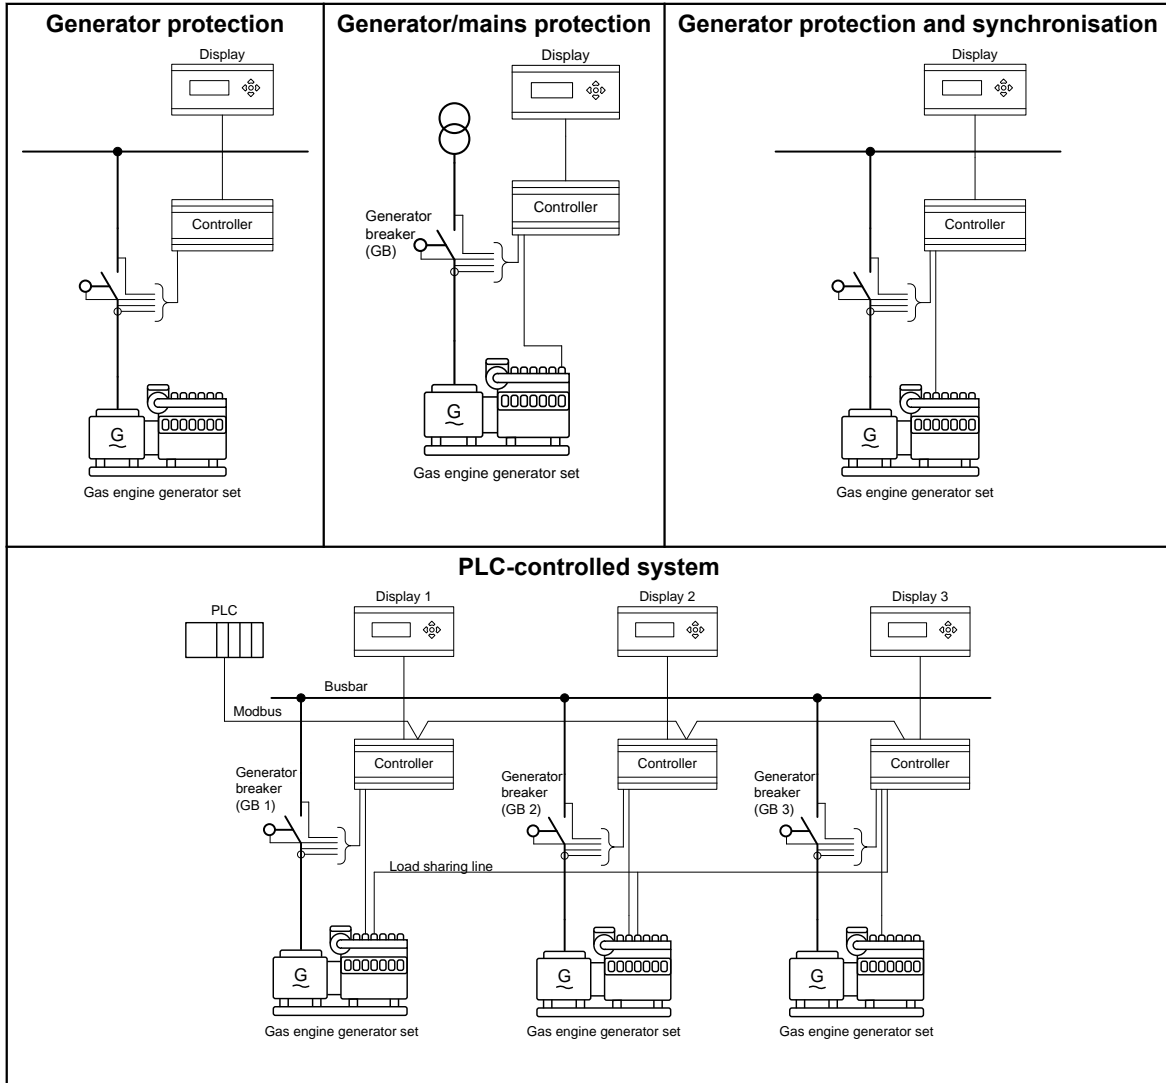 Generator protection
Display
Controller
G
Gas engine generator set
Generator/mains protection
Display
Controller
Generator
breaker
(GB)
G
Gas engine generator set
Generator protection and synchronisation
Display
Controller
G
Gas engine generator set
PLC-controlled system
PLC
Display 1
Display 2
Display 3
Busbar
Modbus
Controller
Controller
Controller
Generator
breaker
(GB 1)
Generator
breaker
(GB 2)
Generator
breaker
(GB 3)
Load sharing line
G
G
G
Gas engine generator set
Gas engine generator set
Gas engine generator set